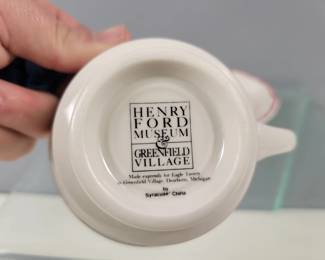 HENRY
FORD
MUSEUM
&
GREENFIELD
VILLAGE
Made expressly for Eagle Tavern
in Greenfield Village, Dearborn, Michigan
by
Syracuse China